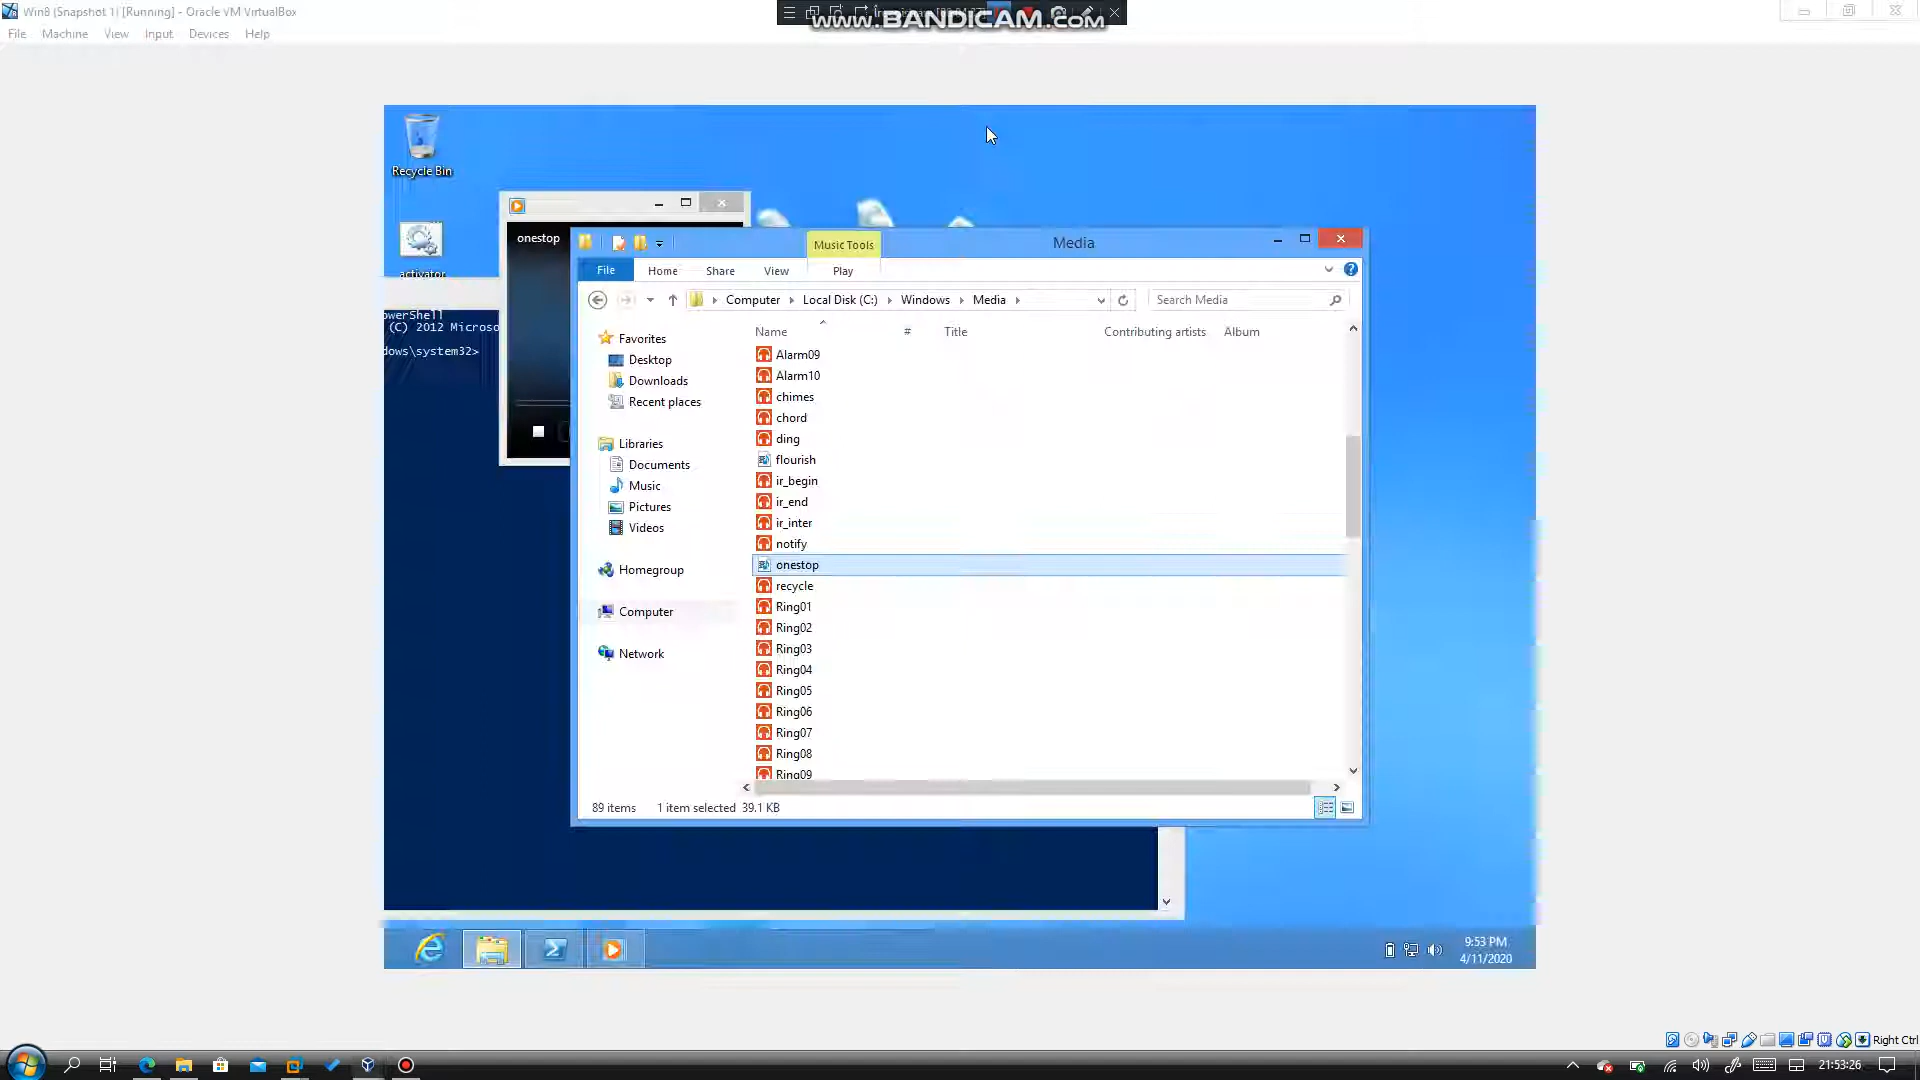 Win8 (Snapshot 1) [Running] - Oracle VM VirtualBox
www.BANDICAM.com
File Machine View Input Devices Help
Recycle Bin
activator
onestop
Music Tools
Media
File Home Share View Play
Computer Local Disk (C:) Windows Media
Search Media
Name # Title Contributing artists Album
Favorites
Desktop
Downloads
Recent places
Libraries
Documents
Music
Pictures
Videos
Homegroup
Computer
Network
Alarm09
Alarm10
chimes
chord
ding
flourish
ir_begin
ir_end
ir_inter
notify
onestop
recycle
Ring01
Ring02
Ring03
Ring04
Ring05
Ring06
Ring07
Ring08
Ring09
89 items 1 item selected 39.1 KB
owerShell
(C) 2012 Microso
dows\system32>
9:53 PM
4/11/2020
Right Ctrl
21:53:26